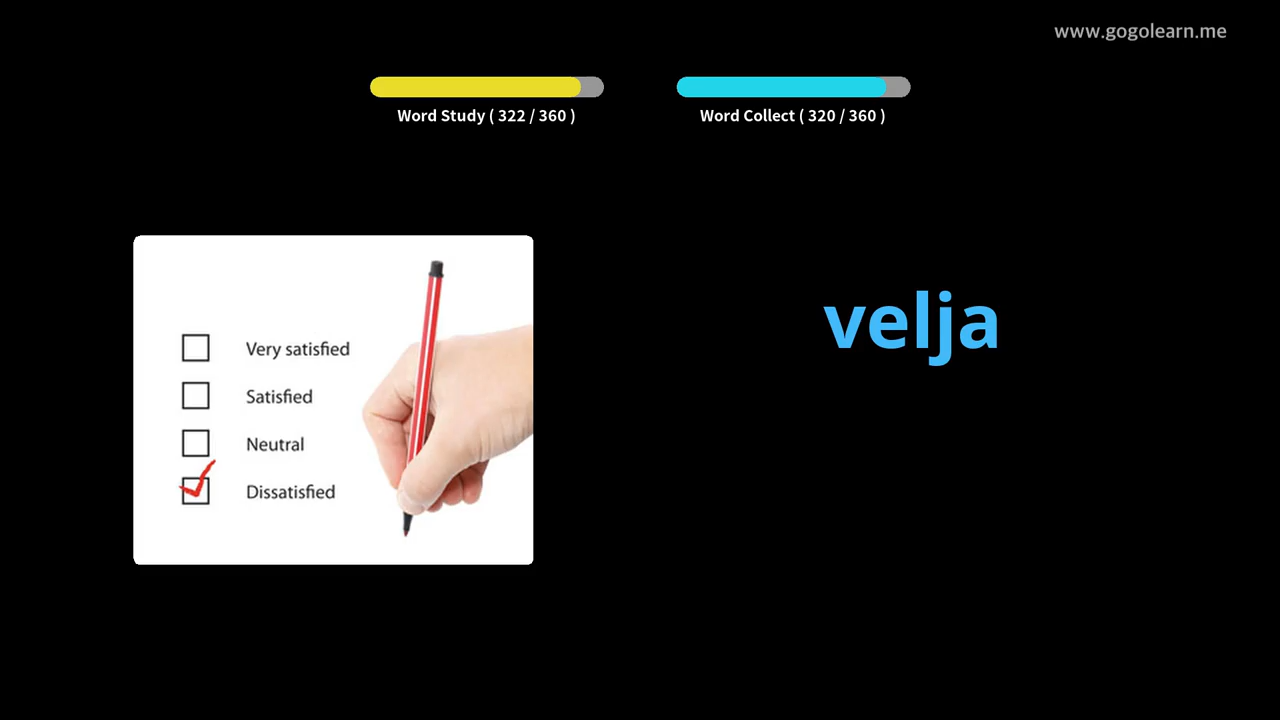 www.gogolearn.me
Word Study ( 322 / 360 )
Word Collect ( 320 / 360 )
velja
Very satisfied
Satisfied
Neutral
Dissatisfied